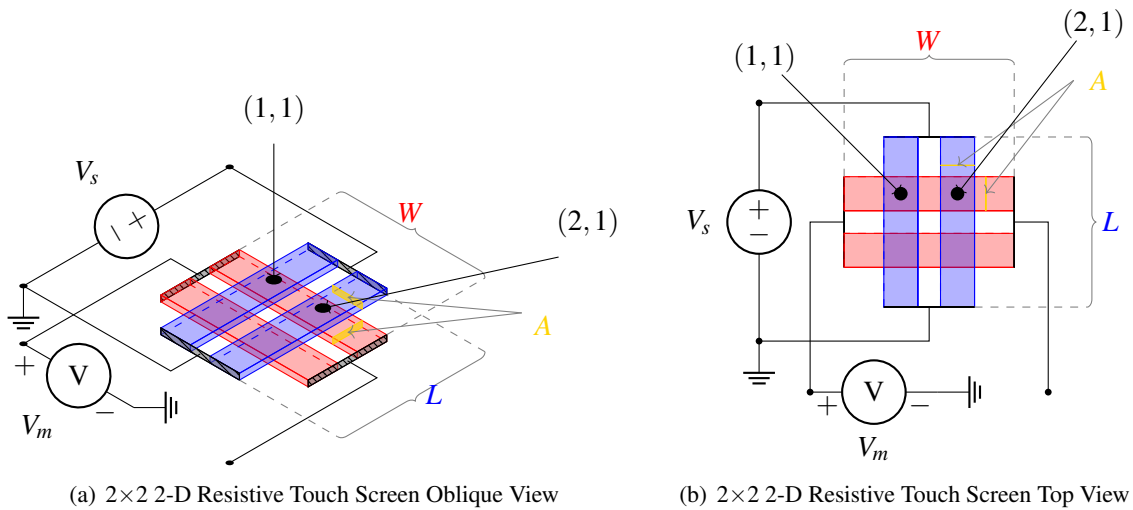 (1,1)
V_s
+
−
W
(2,1)
A
+
V
−
V_m
L
(a) 2×2 2-D Resistive Touch Screen Oblique View
(2,1)
W
(1,1)
A
V_s
+
−
L
+
V
−
V_m
(b) 2×2 2-D Resistive Touch Screen Top View